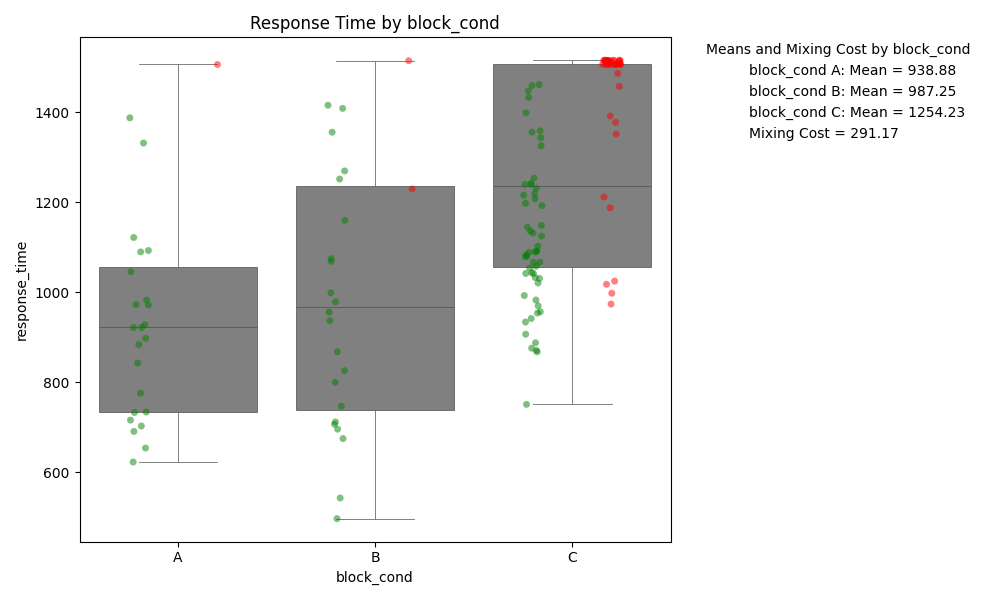 Response Time by block_cond
Means and Mixing Cost by block_cond
block_cond A: Mean = 938.88
block_cond B: Mean = 987.25
block_cond C: Mean = 1254.23
Mixing Cost = 291.17
response_time
1400
1200
1000
800
600
A B C
block_cond